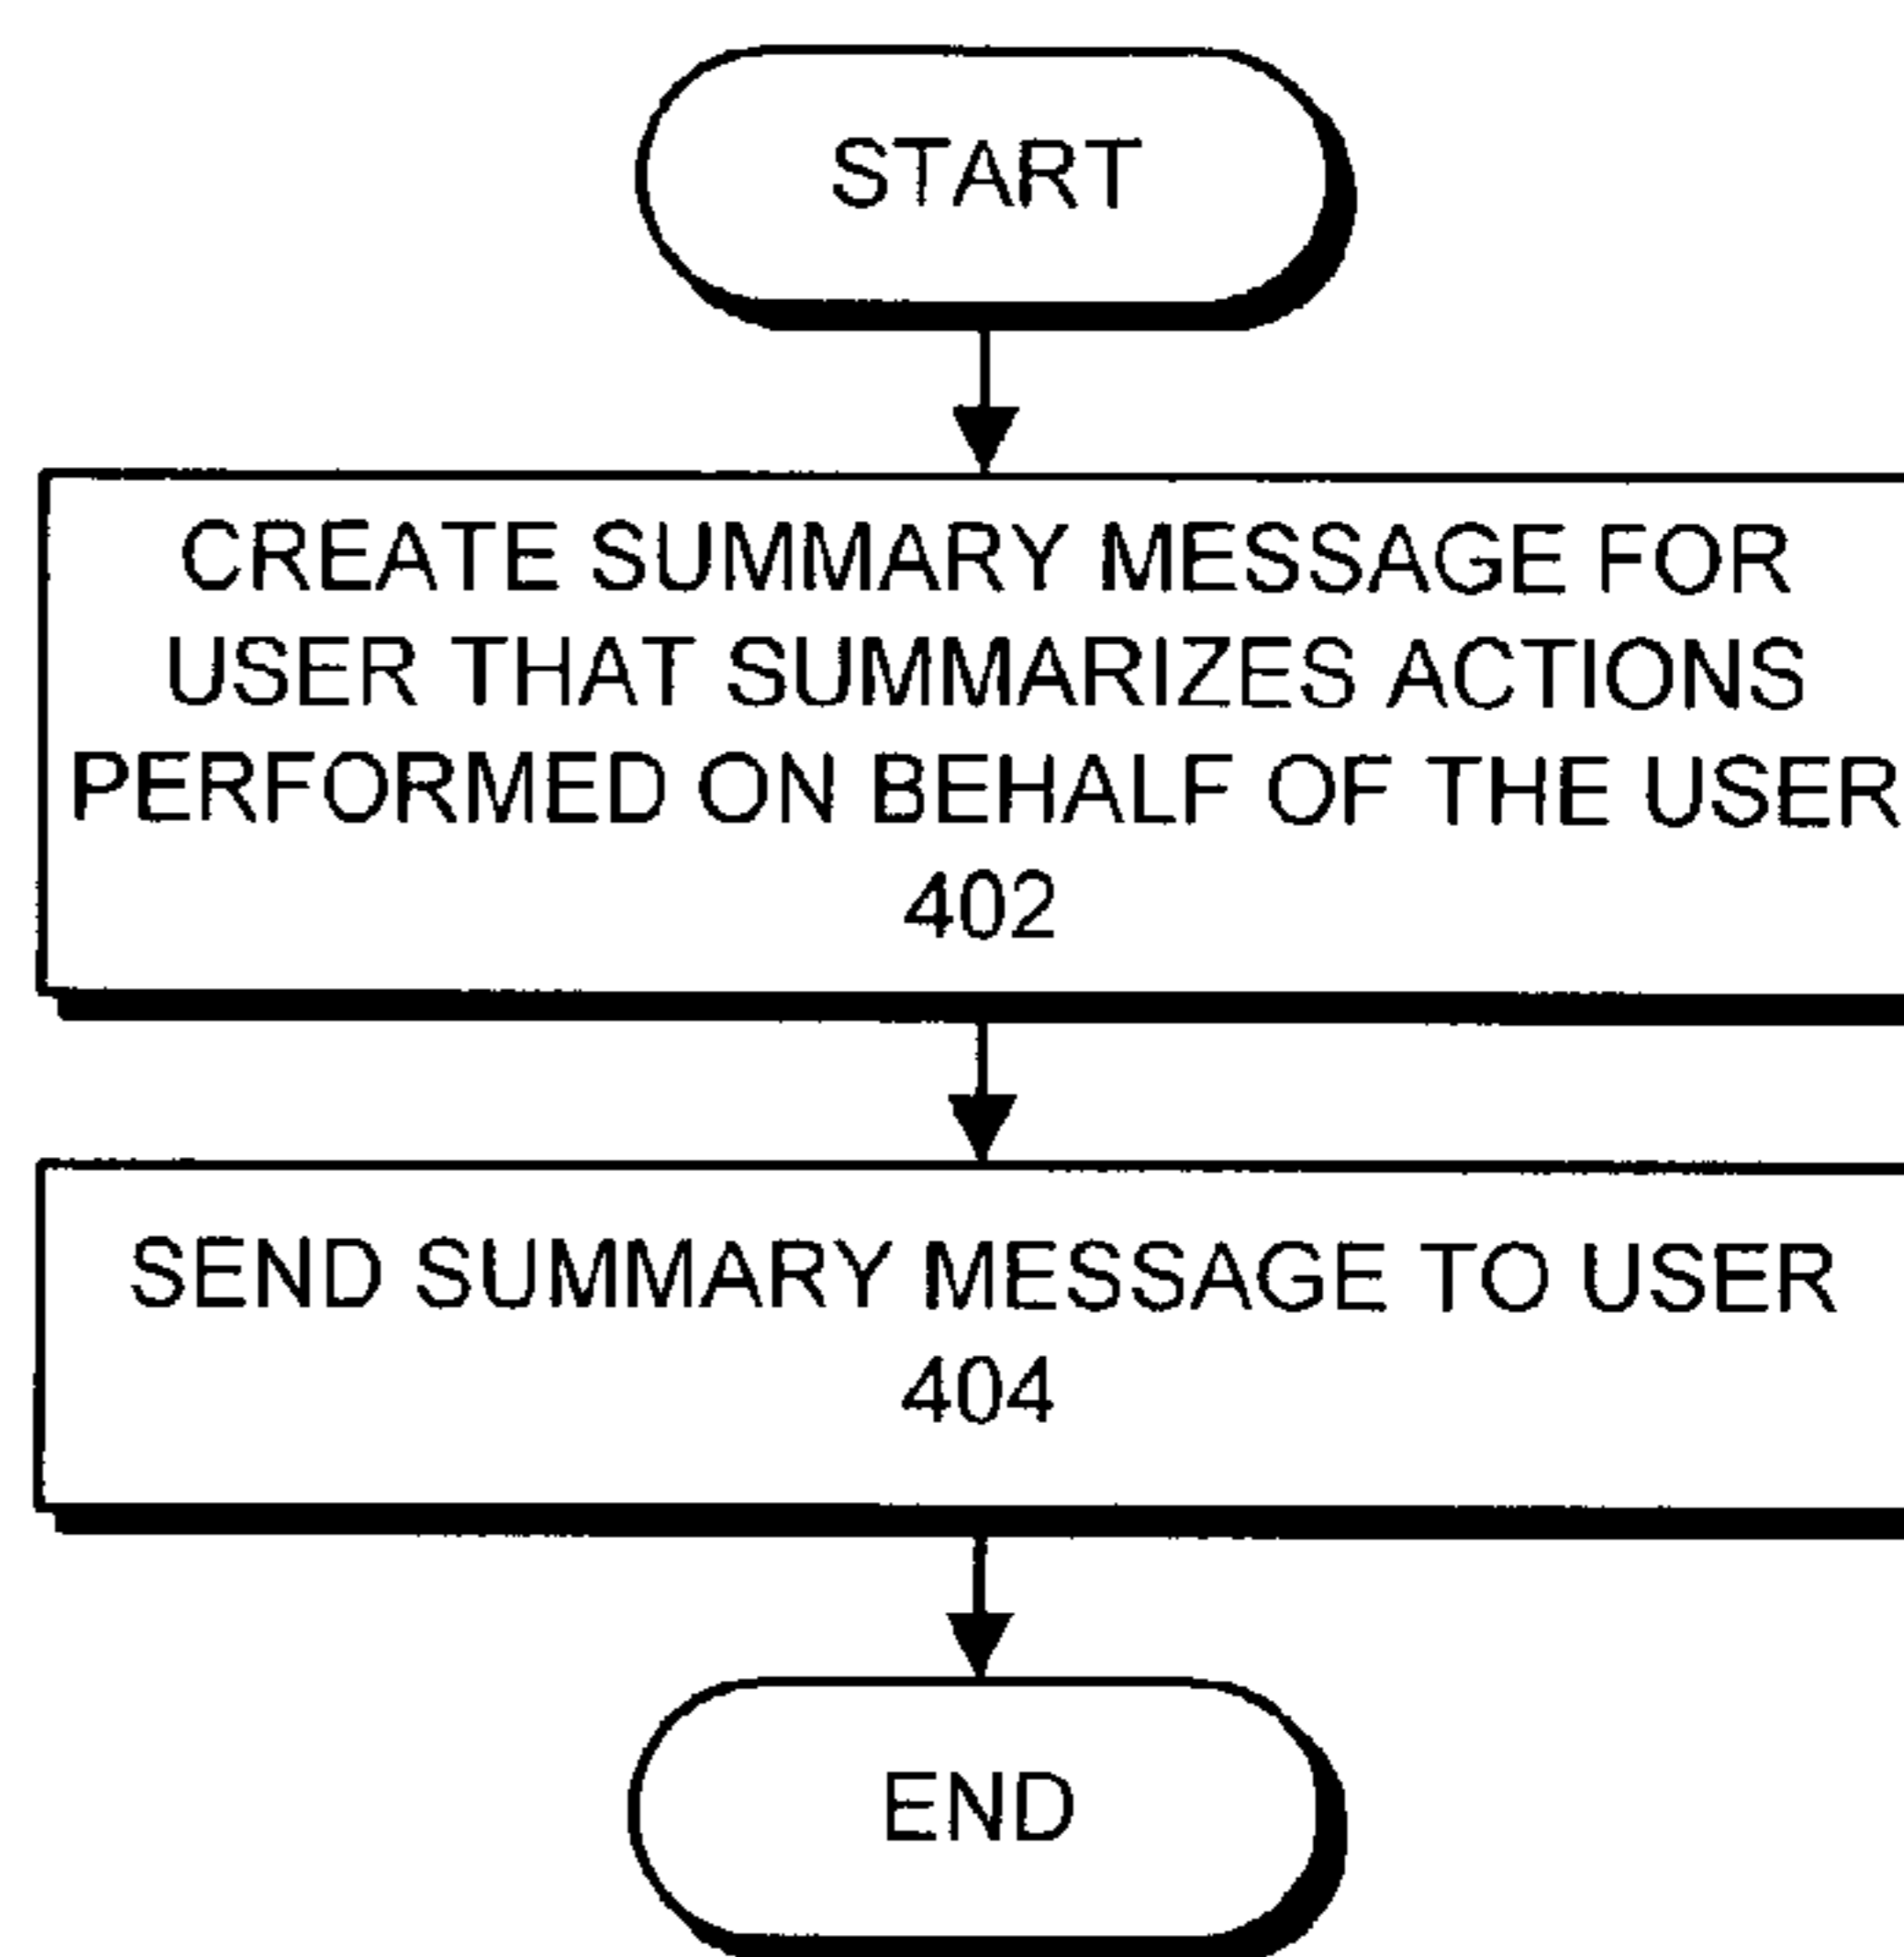 START
CREATE SUMMARY MESSAGE FOR
USER THAT SUMMARIZES ACTIONS
PERFORMED ON BEHALF OF THE USER
402
SEND SUMMARY MESSAGE TO USER
404
END